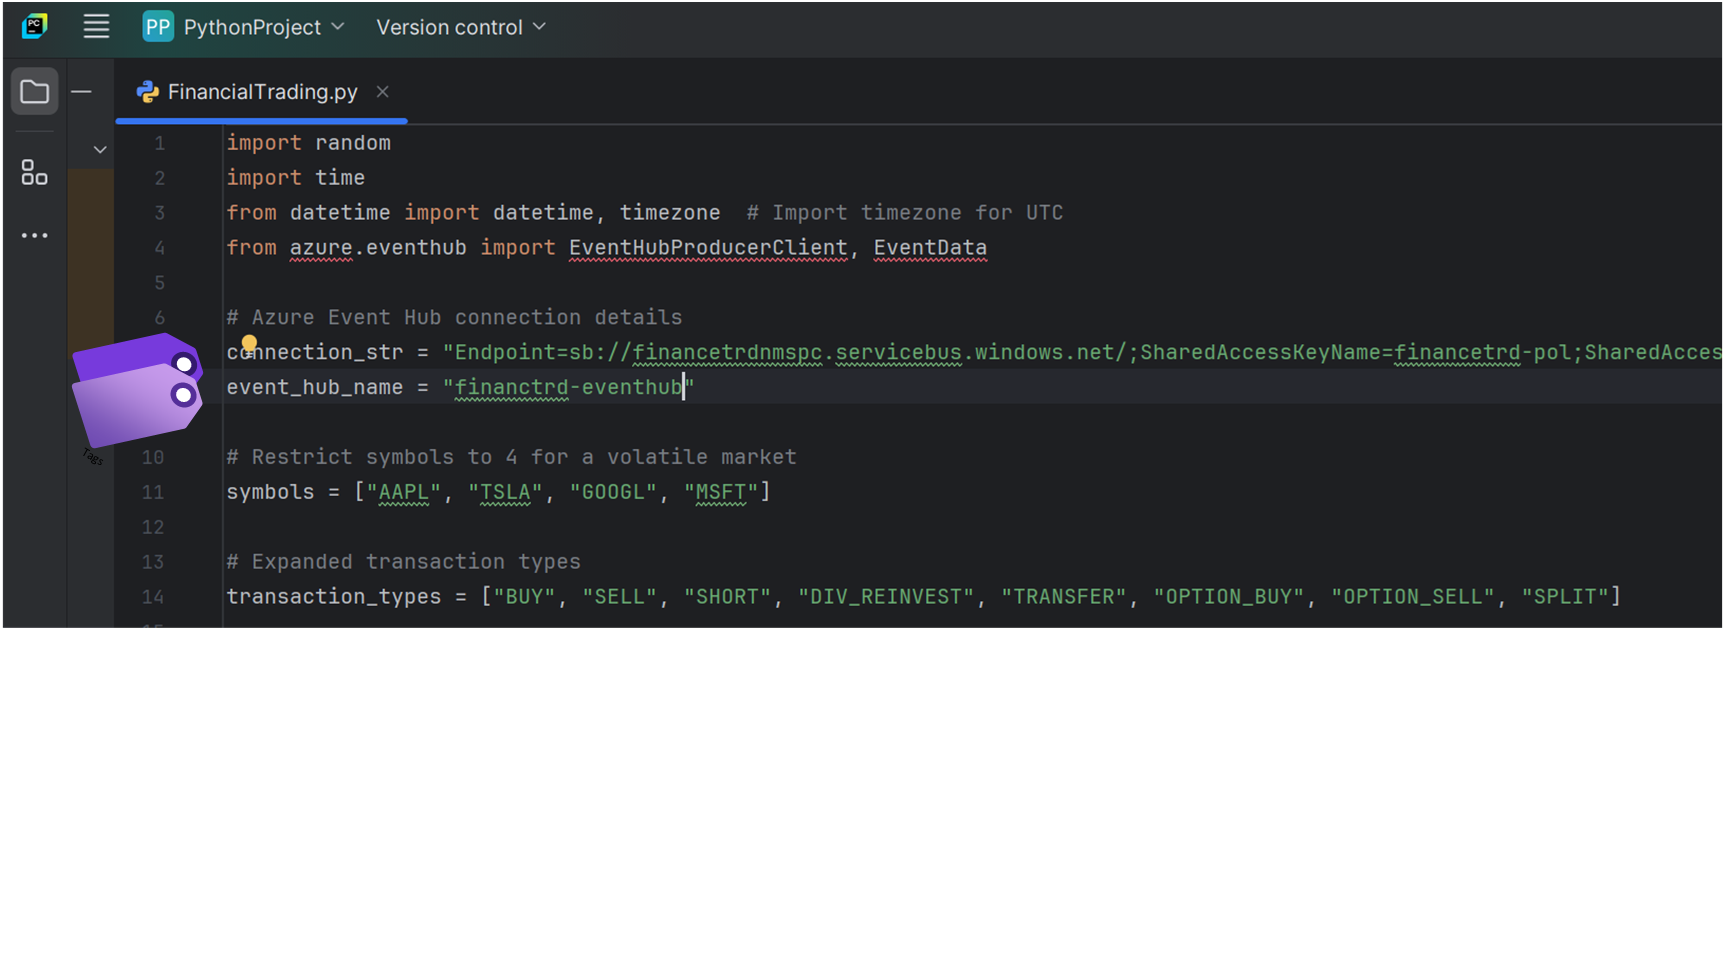 PC PP PythonProject Version control
FinancialTrading.py
1 import random
2 import time
3 from datetime import datetime, timezone  # Import timezone for UTC
4 from azure.eventhub import EventHubProducerClient, EventData
5
6 # Azure Event Hub connection details
connection_str = "Endpoint=sb://financetrdnmspc.servicebus.windows.net/;SharedAccessKeyName=financetrd-pol;SharedAcces
event_hub_name = "financtrd-eventhub"
Tags
10 # Restrict symbols to 4 for a volatile market
11 symbols = ["AAPL", "TSLA", "GOOGL", "MSFT"]
12
13 # Expanded transaction types
14 transaction_types = ["BUY", "SELL", "SHORT", "DIV_REINVEST", "TRANSFER", "OPTION_BUY", "OPTION_SELL", "SPLIT"]